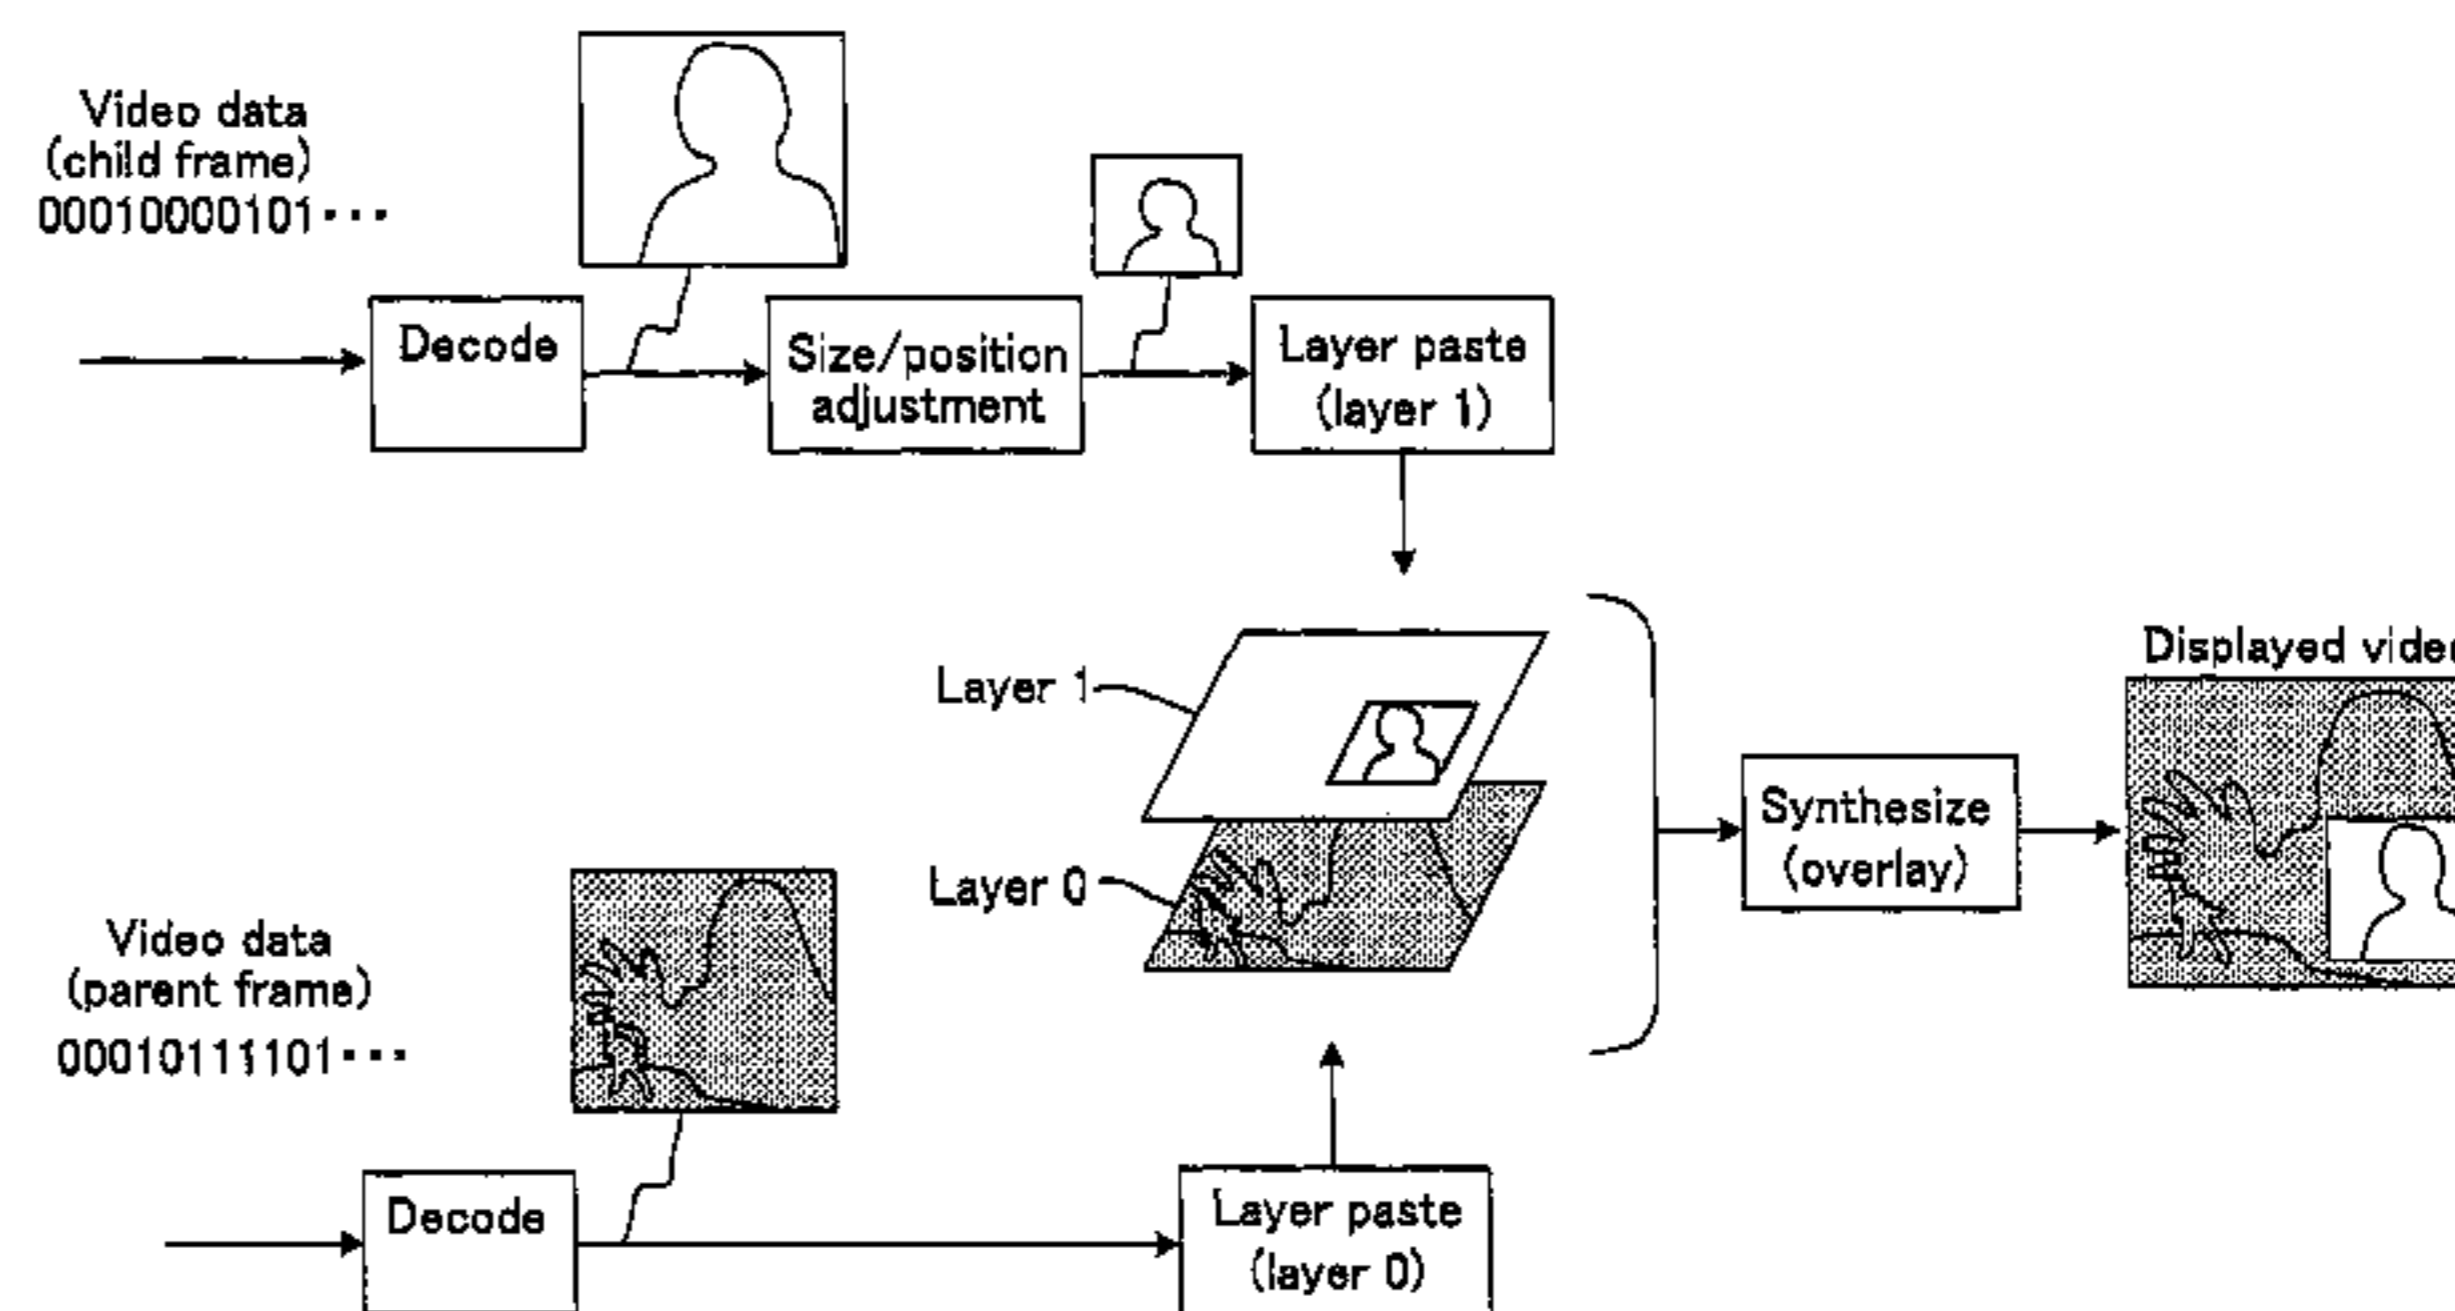 Video data
(child frame)
00010000101···
Decode
Size/position
adjustment
Layer paste
(layer 1)
Layer 1
Layer 0
Synthesize
(overlay)
Displayed
Video data
(parent frame)
00010111101···
Decode
Layer paste
(layer 0)